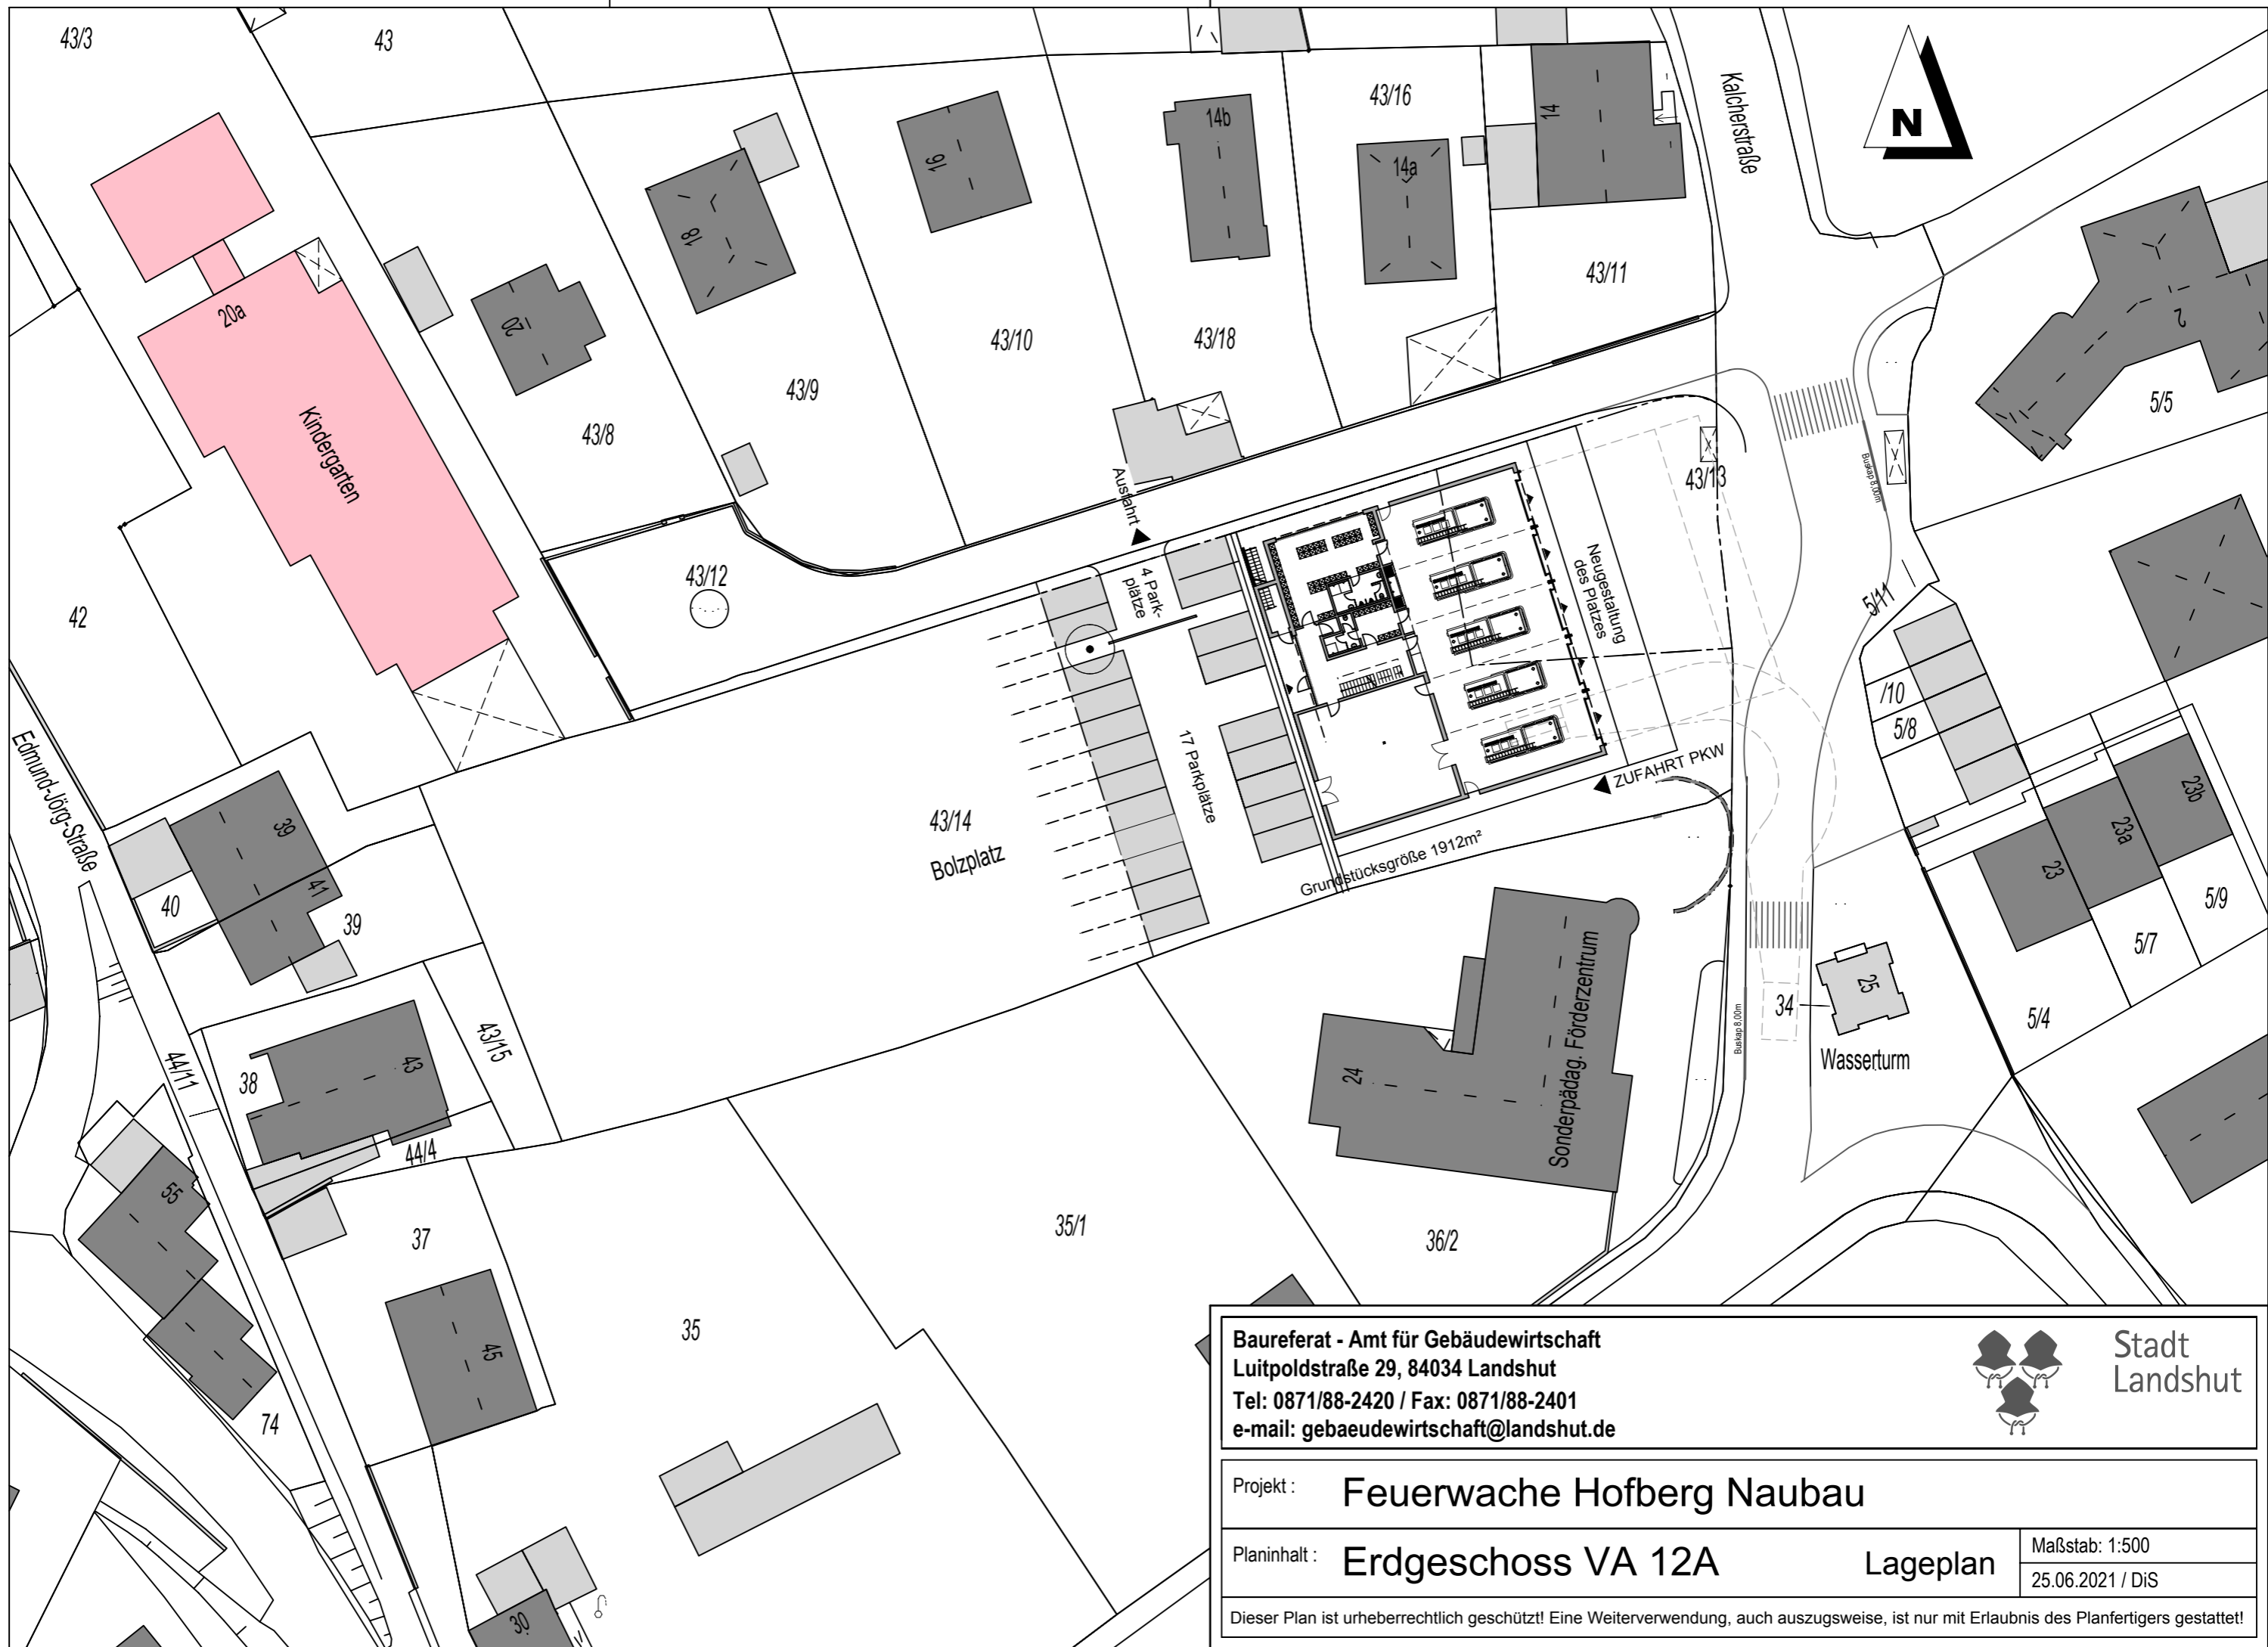 43/3
43
43/16
14
Kalcherstraße
N
14b
16
14a
18
20a
20
43/11
2
43/10
43/18
43/9
43/8
5/5
Kindergarten
Ausfahrt
43/13
Buskap 8,00m
43/12
4 Park-
plätze
Neugestaltung
des Platzes
42
5/11
/10
5/8
17 Parkplätze
ZUFAHRT PKW
Edmund-Jörg-Straße
23b
23a
23
39
41
40
39
43/14
Bolzplatz
Grundstücksgröße 1912m²
5/9
5/7
5/4
Sonderpädag. Förderzentrum
24
25
34
Wasserturm
Buskap 8,00m
43/15
43
38
44/11
44/4
55
37
35/1
36/2
35
45
74
30
Baureferat - Amt für Gebäudewirtschaft
Luitpoldstraße 29, 84034 Landshut
Tel: 0871/88-2420 / Fax: 0871/88-2401
e-mail: gebaeudewirtschaft@landshut.de
Stadt
Landshut
Projekt : Feuerwache Hofberg Naubau
Planinhalt : Erdgeschoss VA 12A Lageplan
Maßstab: 1:500
25.06.2021 / DiS
Dieser Plan ist urheberrechtlich geschützt! Eine Weiterverwendung, auch auszugsweise, ist nur mit Erlaubnis des Planfertigers gestattet!